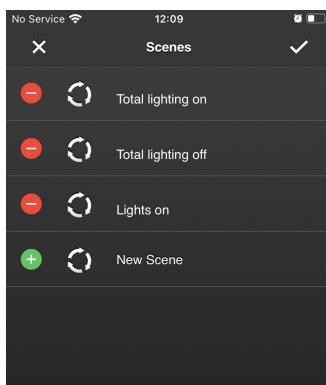 No Service 12:09
Scenes
Total lighting on
Total lighting off
Lights on
New Scene